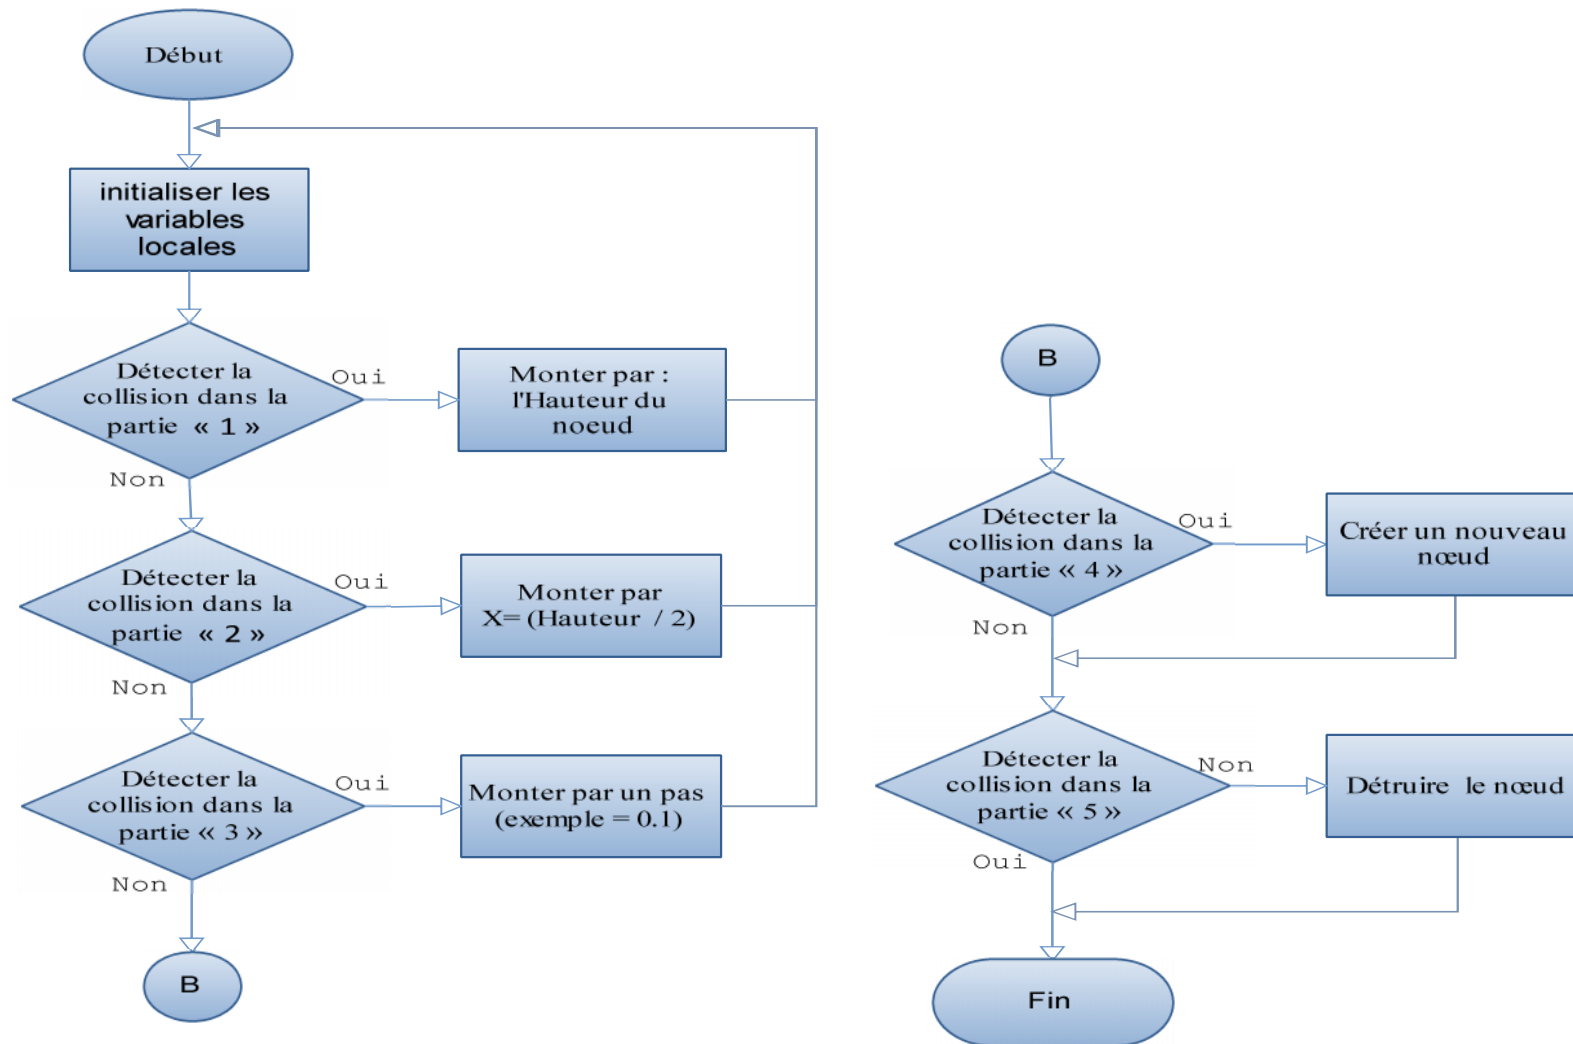 Début
initialiser les
variables
locales
Détecter la
collision dans la
partie « 1 »
Oui
Monter par :
l'Hauteur du
noeud
Non
Détecter la
collision dans la
partie « 2 »
Oui
Monter par
X= (Hauteur / 2)
Non
Détecter la
collision dans la
partie « 3 »
Oui
Monter par un pas
(exemple = 0.1)
Non
B
B
Détecter la
collision dans la
partie « 4 »
Oui
Créer un nouveau
nœud
Non
Détecter la
collision dans la
partie « 5 »
Non
Détruire le nœud
Oui
Fin